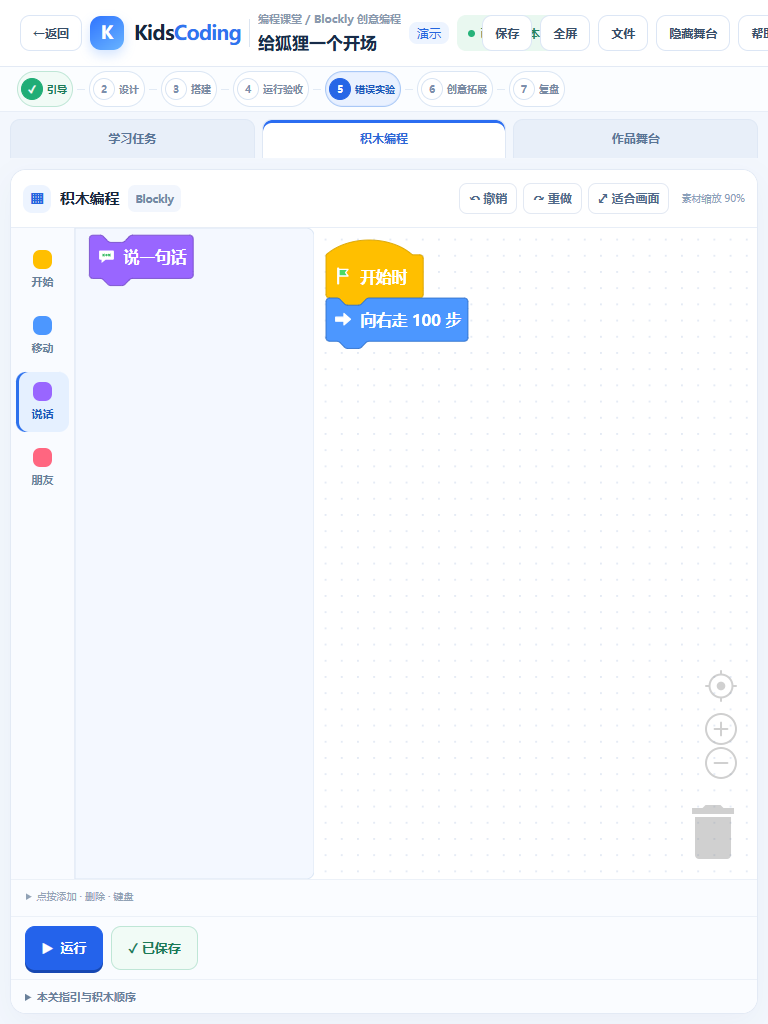 ←返回
K
KidsCoding
编程课堂 / Blockly 创意编程
给狐狸一个开场
演示
保存
本
全屏
文件
隐藏舞台
✓ 引导
2 设计
3 搭建
4 运行验收
5 错误实验
6 创意拓展
7 复盘
学习任务
积木编程
作品舞台
积木编程
Blockly
撤销
重做
适合画面
素材缩放 90%
开始
移动
说话
朋友
说一句话
开始时
向右走 100 步
点按添加 · 删除 · 键盘
运行
✓ 已保存
本关指引与积木顺序